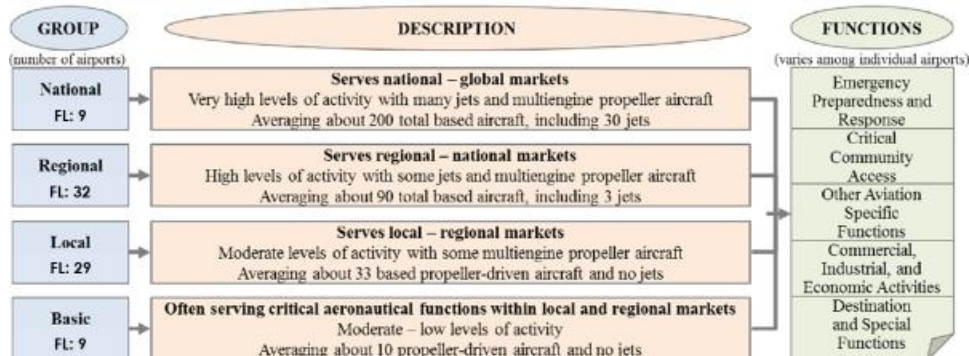 GROUP
(number of airports)
DESCRIPTION
FUNCTIONS
(varies among individual airports)
National
FL: 9
Serves national – global markets
Very high levels of activity with many jets and multiengine propeller aircraft
Averaging about 200 total based aircraft, including 30 jets
Regional
FL: 32
Serves regional – national markets
High levels of activity with some jets and multiengine propeller aircraft
Averaging about 90 total based aircraft, including 3 jets
Local
FL: 29
Serves local – regional markets
Moderate levels of activity with some multiengine propeller aircraft
Averaging about 33 based propeller-driven aircraft and no jets
Basic
FL: 9
Often serving critical aeronautical functions within local and regional markets
Moderate – low levels of activity
Averaging about 10 propeller-driven aircraft and no jets
Emergency
Preparedness and
Response
Critical
Community
Access
Other Aviation
Specific
Functions
Commercial,
Industrial, and
Economic Activities
Destination
and Special
Functions